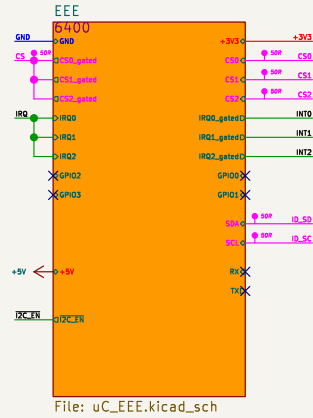 EEE
6400
GND GND +3V3 +3V3
CS 50R CS0_gated CS0 50R CS0
CS1_gated CS1 50R CS1
CS2_gated CS2 50R CS2
IRQ IRQ0 IRQ0_gated INT0
IRQ1 IRQ1_gated INT1
IRQ2 IRQ2_gated INT2
GPIO2 GPIO0
GPIO3 GPIO1
SDA 50R ID_SD
SCL 50R ID_SC
+5V +5V RX
TX
I2C_EN I2C_EN
File: uC_EEE.kicad_sch